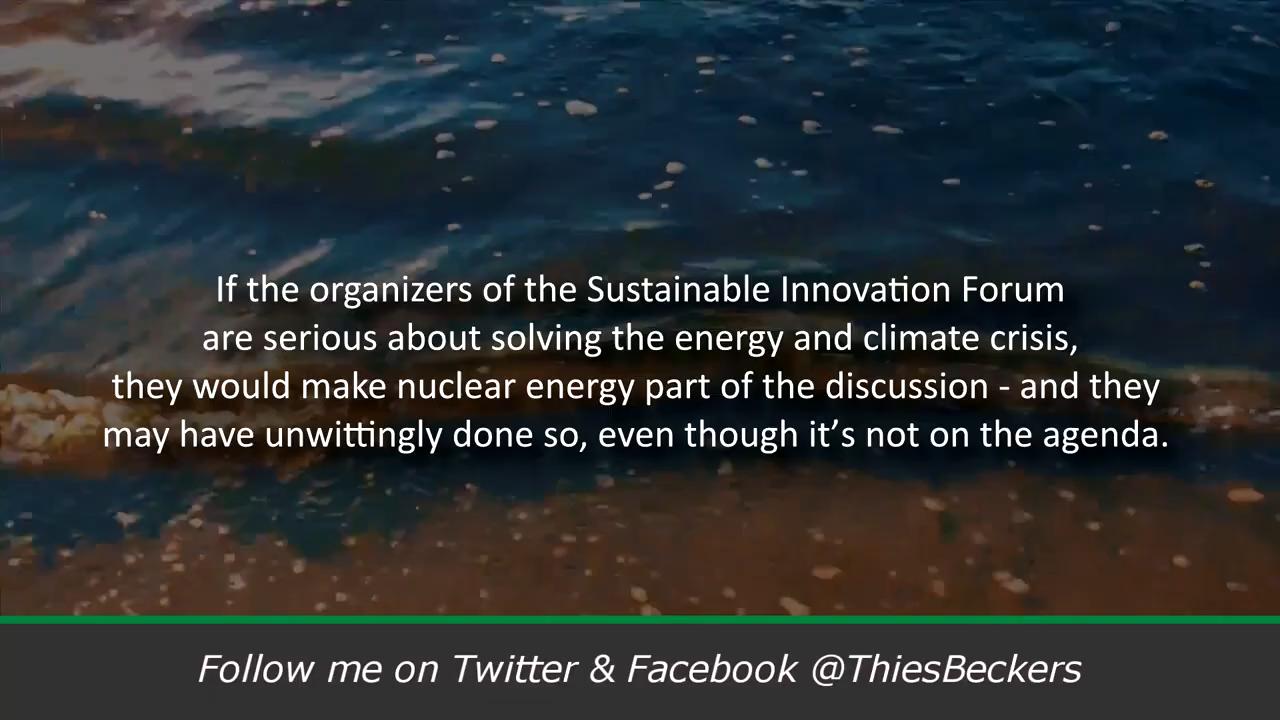 If the organizers of the Sustainable Innovation Forum
are serious about solving the energy and climate crisis,
they would make nuclear energy part of the discussion - and they
may have unwittingly done so, even though it’s not on the agenda.
Follow me on Twitter & Facebook @ThiesBeckers